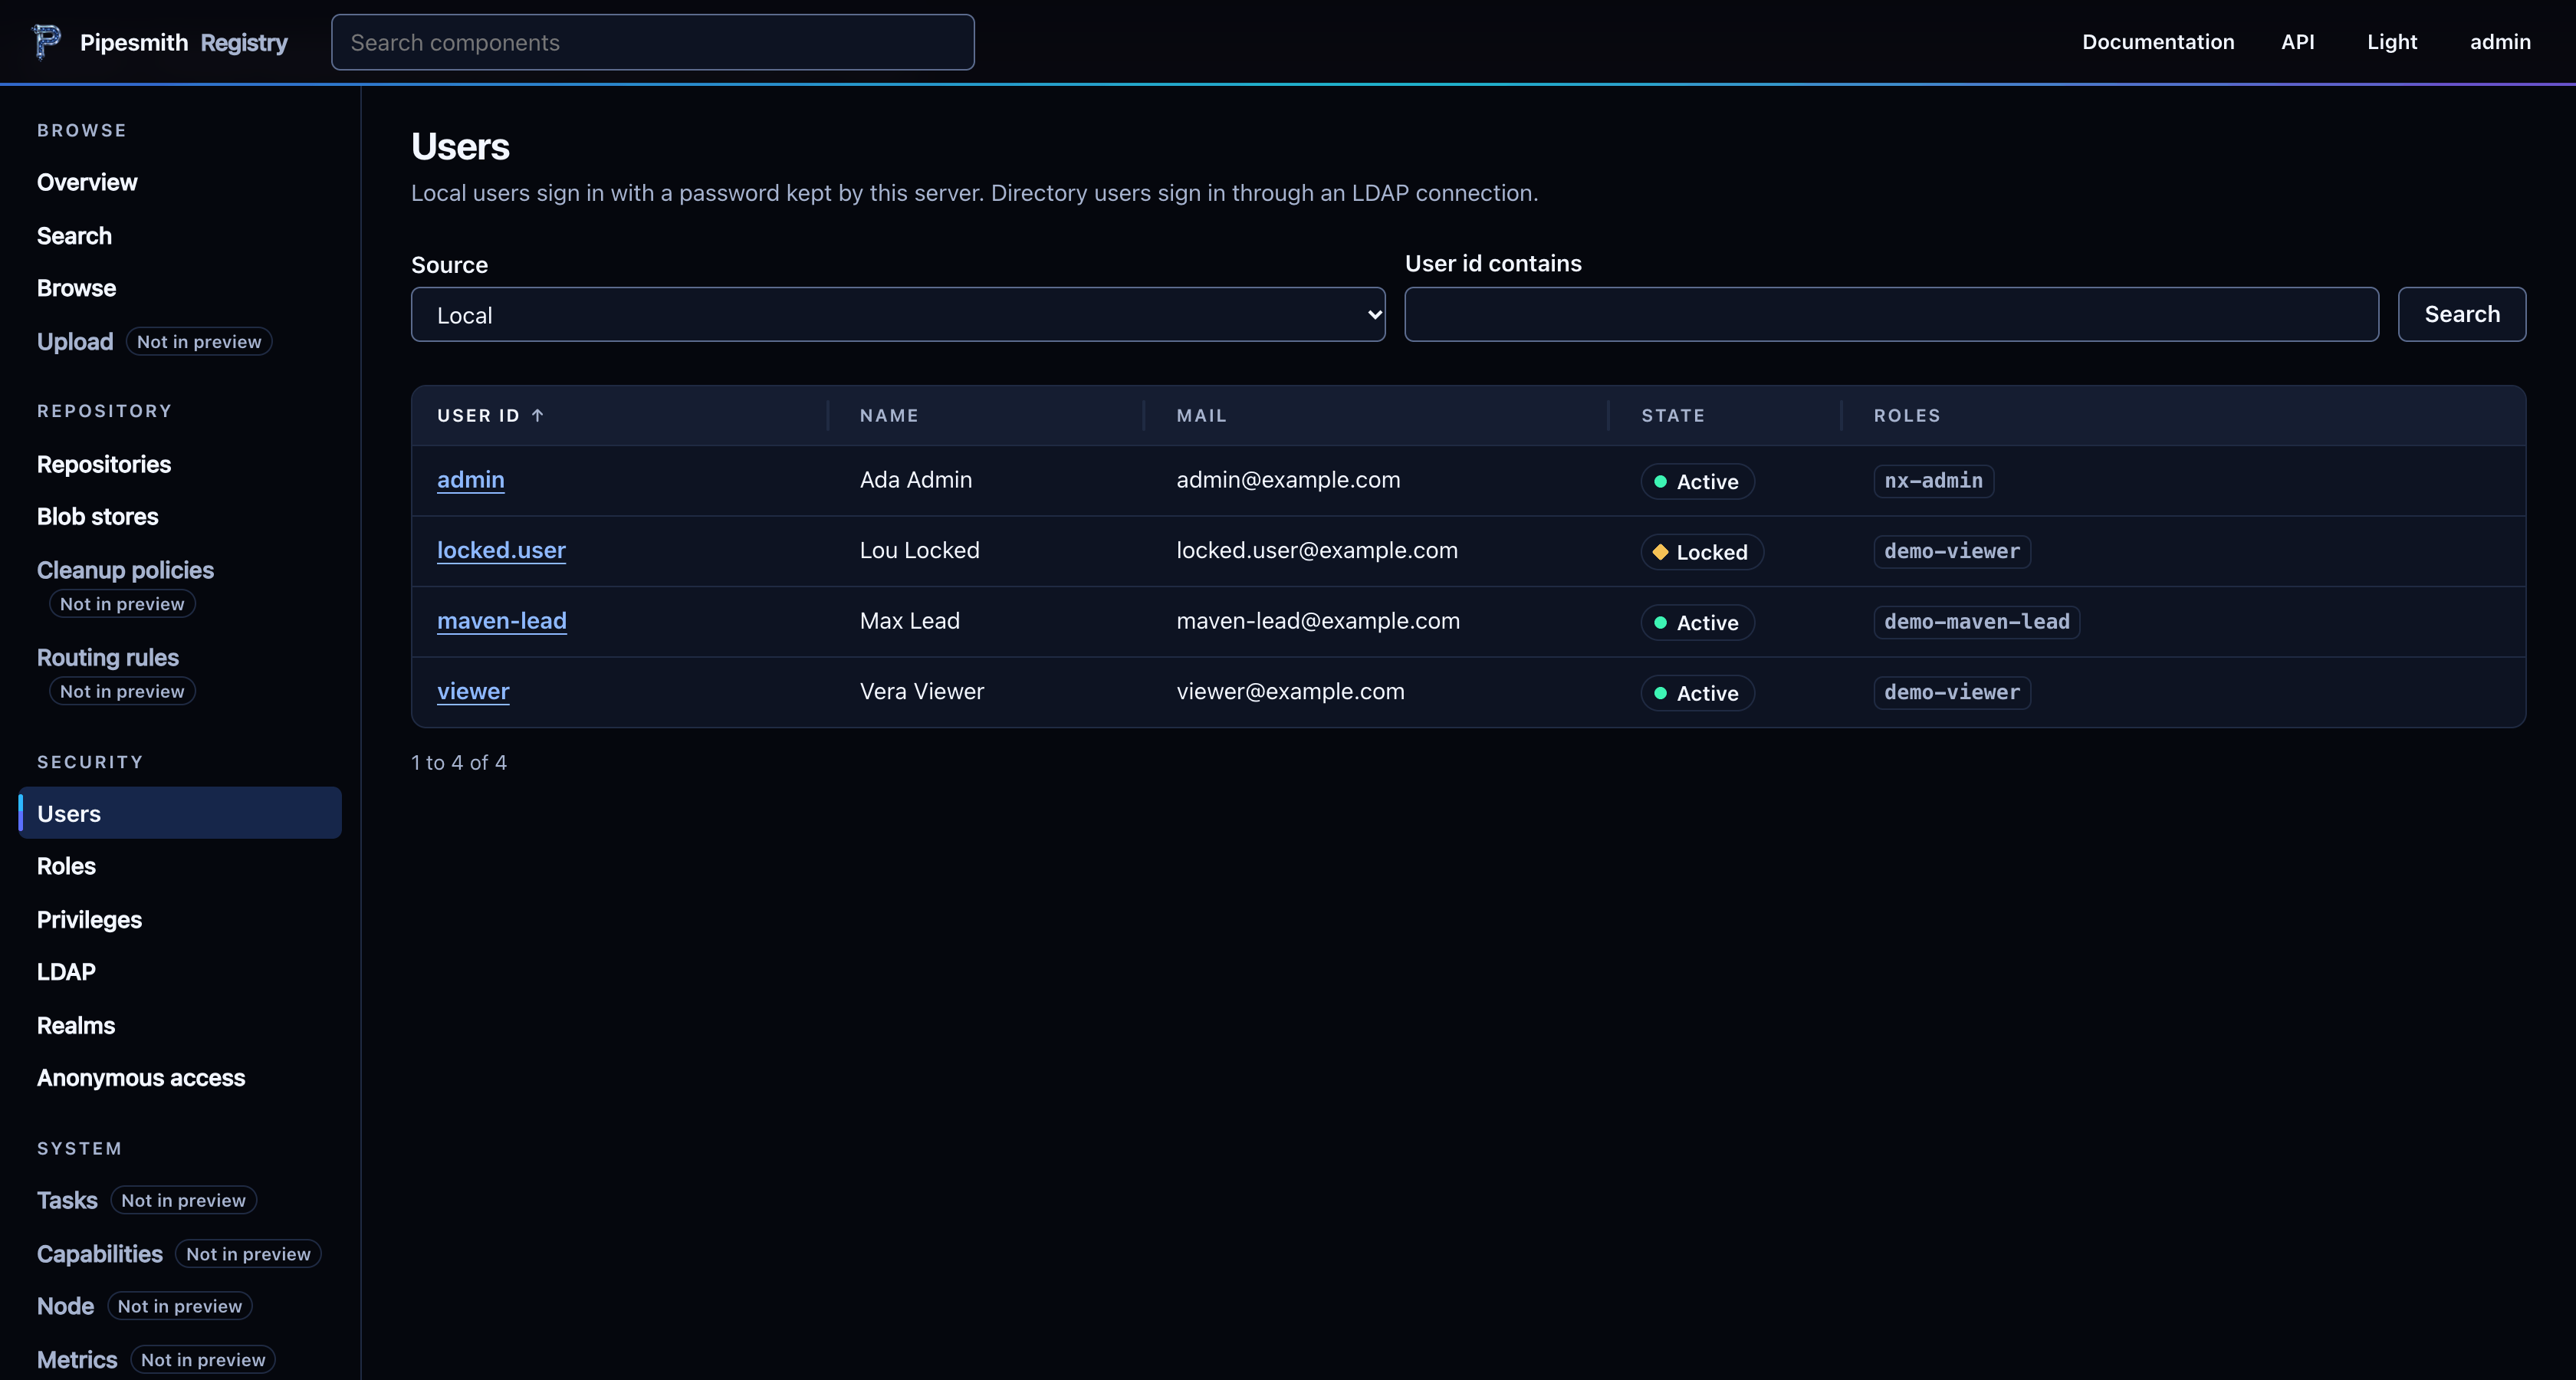 Pipesmith Registry
Search components
Documentation
API
Light
admin
BROWSE
Overview
Search
Browse
Upload Not in preview
REPOSITORY
Repositories
Blob stores
Cleanup policies
Not in preview
Routing rules
Not in preview
SECURITY
Users
Roles
Privileges
LDAP
Realms
Anonymous access
SYSTEM
Tasks Not in preview
Capabilities Not in preview
Node Not in preview
Metrics Not in preview
Users
Local users sign in with a password kept by this server. Directory users sign in through an LDAP connection.
Source
Local
User id contains
Search
USER ID ↑ NAME MAIL STATE ROLES
admin Ada Admin admin@example.com Active nx-admin
locked.user Lou Locked locked.user@example.com Locked demo-viewer
maven-lead Max Lead maven-lead@example.com Active demo-maven-lead
viewer Vera Viewer viewer@example.com Active demo-viewer
1 to 4 of 4